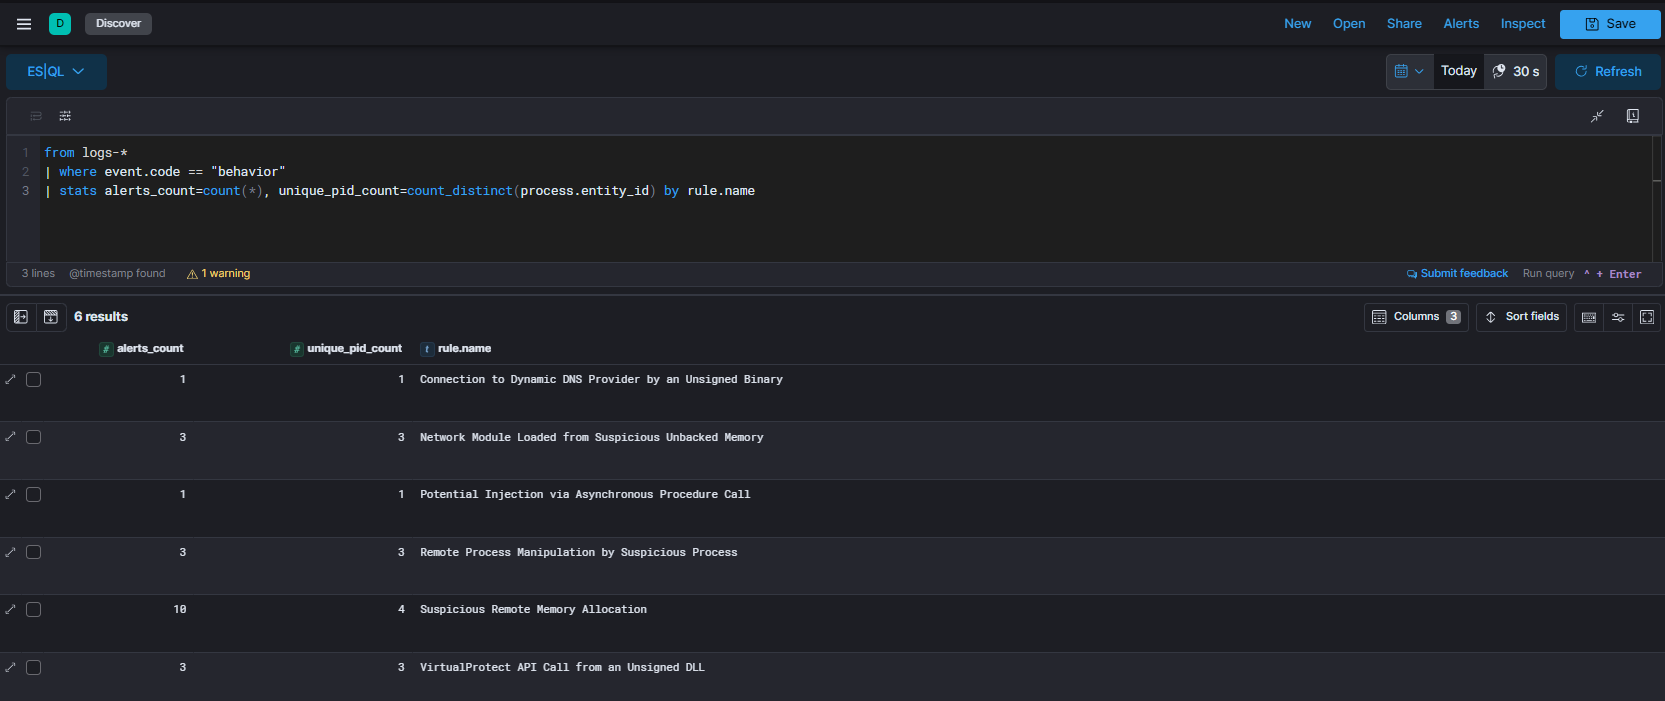 D Discover New Open Share Alerts Inspect Save
ES|QL Today 30 s Refresh
1 from logs-*
2 | where event.code == "behavior"
3 | stats alerts_count=count(*), unique_pid_count=count_distinct(process.entity_id) by rule.name
3 lines @timestamp found 1 warning Submit feedback Run query ^ + Enter
6 results Columns 3 Sort fields
# alerts_count # unique_pid_count t rule.name
1 1 Connection to Dynamic DNS Provider by an Unsigned Binary
3 3 Network Module Loaded from Suspicious Unbacked Memory
1 1 Potential Injection via Asynchronous Procedure Call
3 3 Remote Process Manipulation by Suspicious Process
10 4 Suspicious Remote Memory Allocation
3 3 VirtualProtect API Call from an Unsigned DLL